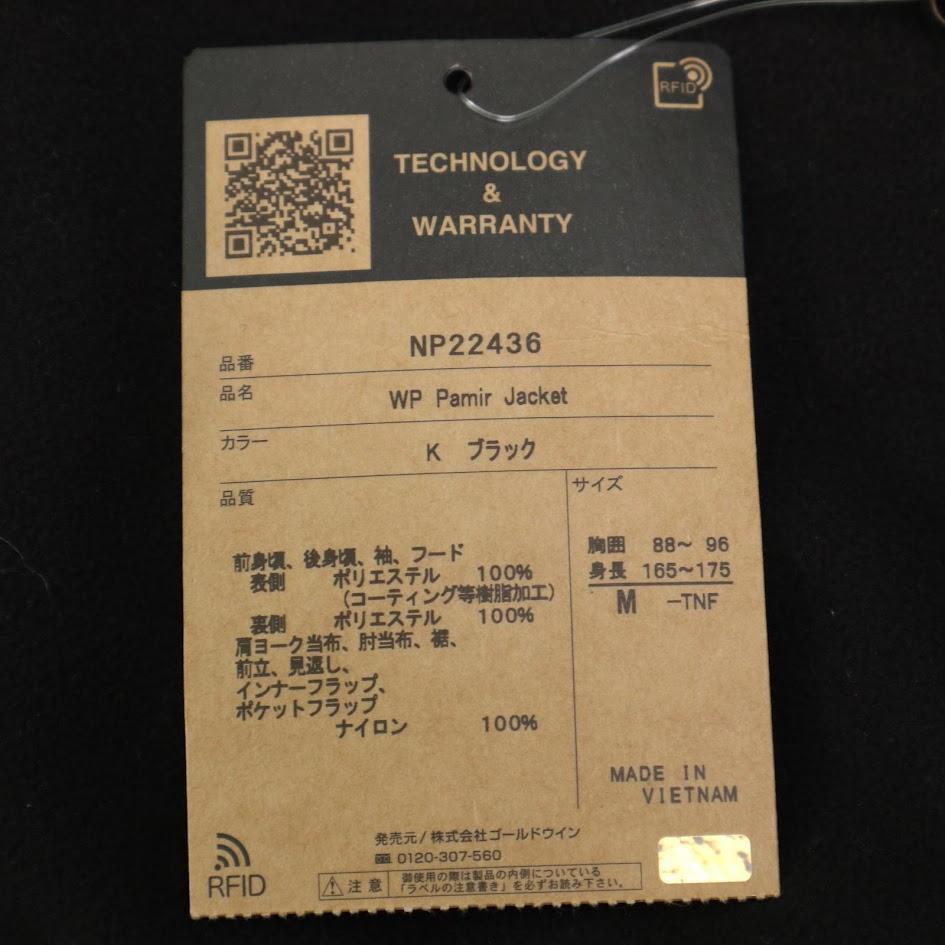 RFID
TECHNOLOGY
&
WARRANTY
品番 NP22436
品名 WP Pamir Jacket
カラー K ブラック
品質
前身頃、後身頃、袖、フード
表側 ポリエステル 100%
(コーティング等樹脂加工)
裏側 ポリエステル 100%
肩ヨーク当布、肘当布、裾、
前立、見返し、
インナーフラップ、
ポケットフラップ
ナイロン 100%
サイズ
胸囲 88～ 96
身長 165～175
M -TNF
MADE IN
VIETNAM
RFID
発売元/株式会社ゴールドウイン
0120-307-560
注意
御使用の際は製品の内側についている
「ラベルの注意書き」を必ずお読み下さい。